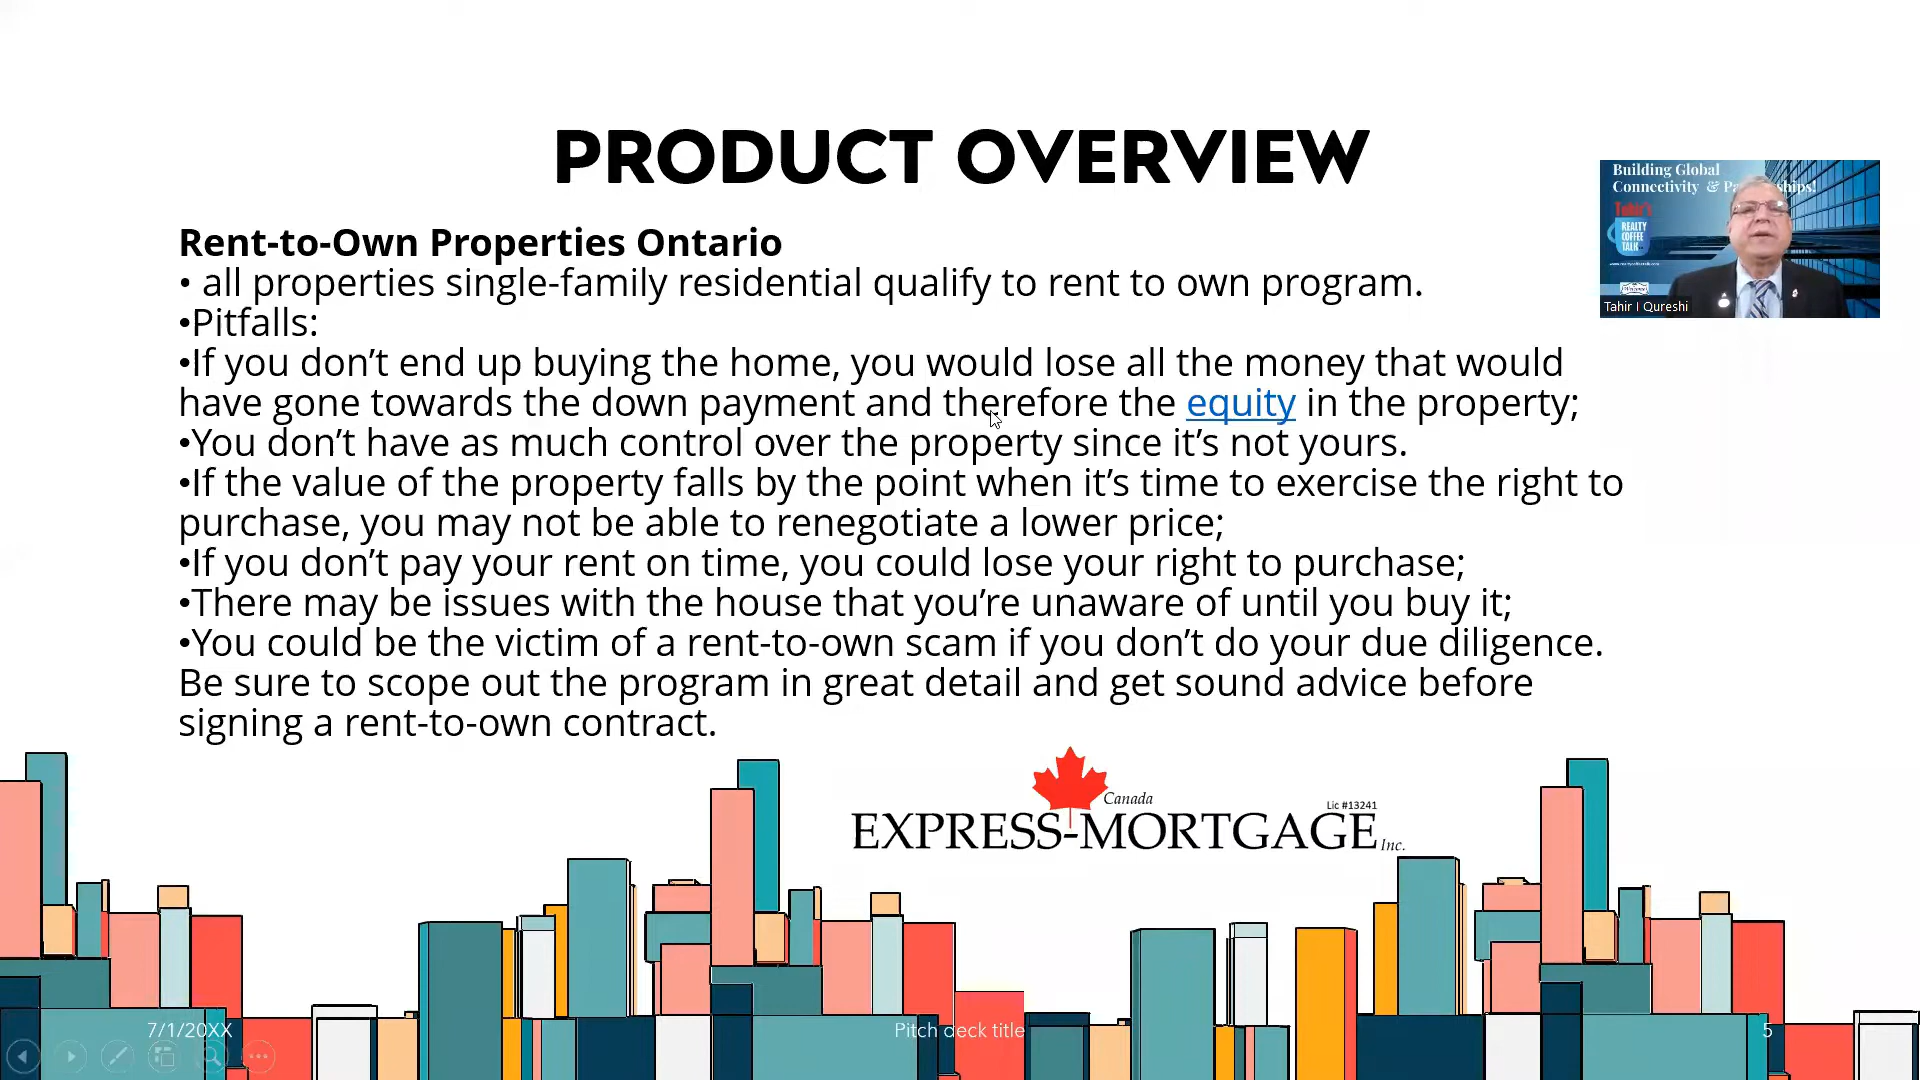 PRODUCT OVERVIEW
Building Global
Connectivity & Pa ships!
Tahir's
REALTY
COFFEE
TALK
Tahir I Qureshi
Rent-to-Own Properties Ontario
• all properties single-family residential qualify to rent to own program.
•Pitfalls:
•If you don’t end up buying the home, you would lose all the money that would
have gone towards the down payment and therefore the equity in the property;
•You don’t have as much control over the property since it’s not yours.
•If the value of the property falls by the point when it’s time to exercise the right to
purchase, you may not be able to renegotiate a lower price;
•If you don’t pay your rent on time, you could lose your right to purchase;
•There may be issues with the house that you’re unaware of until you buy it;
•You could be the victim of a rent-to-own scam if you don’t do your due diligence.
Be sure to scope out the program in great detail and get sound advice before
signing a rent-to-own contract.
Canada
Lic #13241
EXPRESS-MORTGAGE Inc.
7/1/20XX
Pitch deck title
5